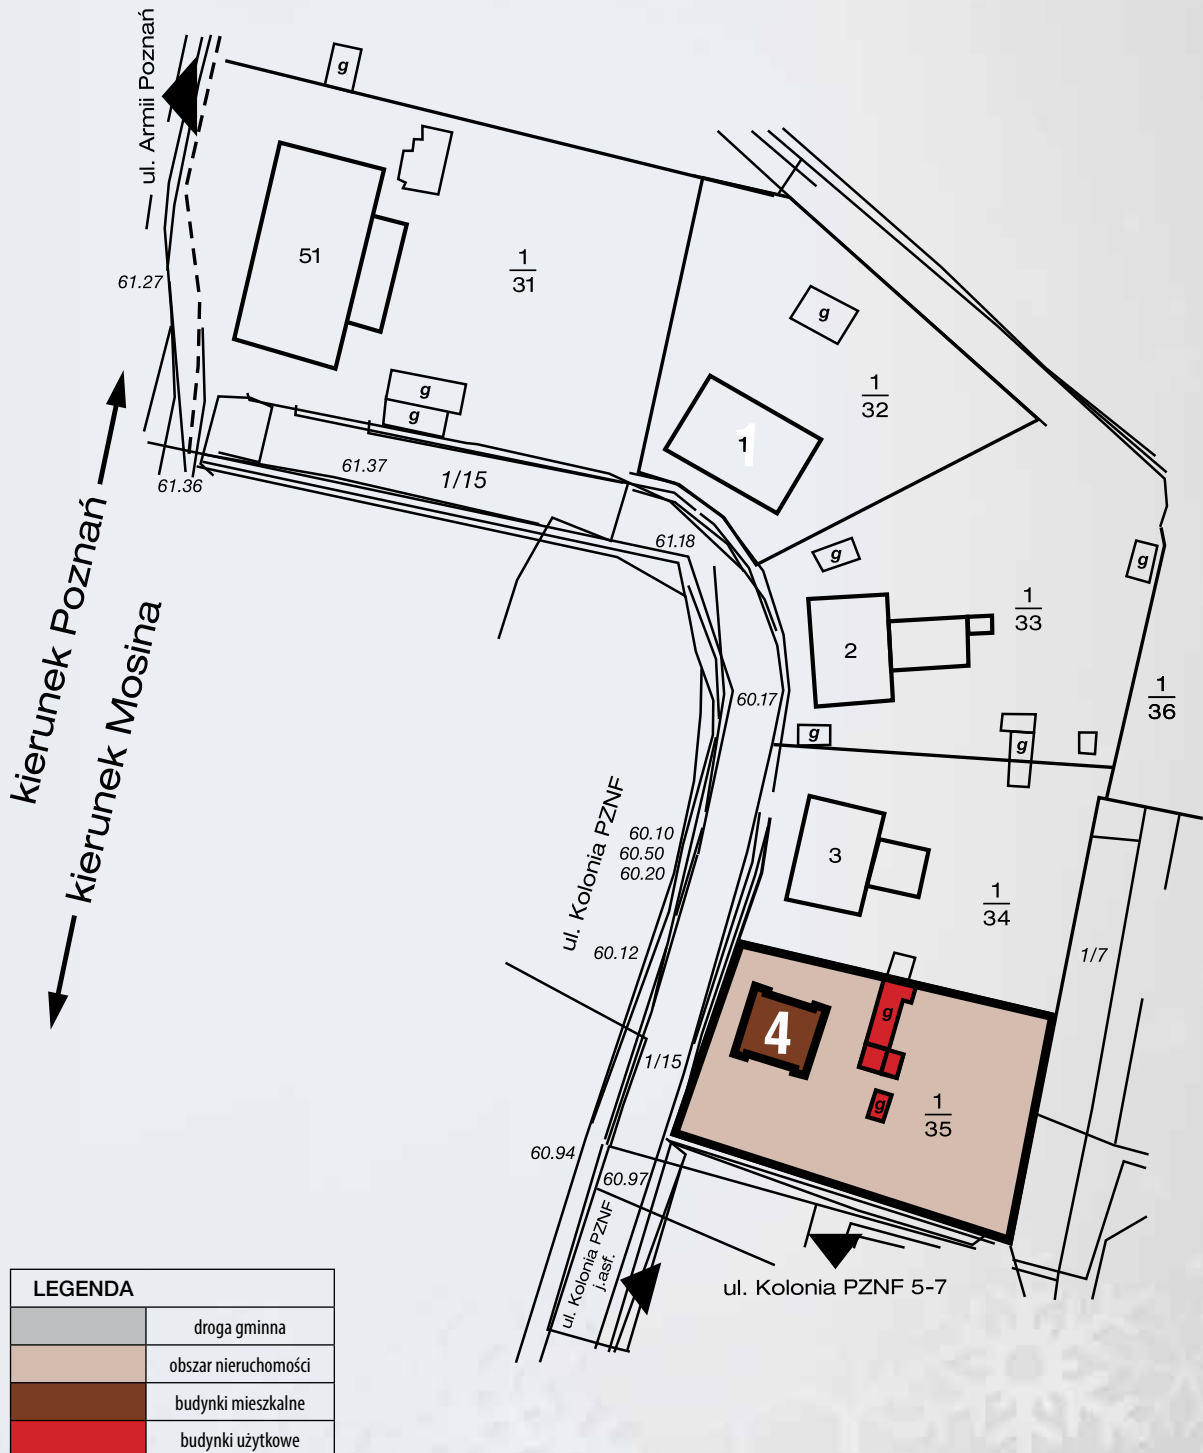 ul. Armii Poznań
g
51
1
31
g
1
32
g
g
1
61.27
61.37
1/15
61.36
61.18
g
g
1
33
2
kierunek Poznań
kierunek Mosina
60.17
1
36
g
g
ul. Kolonia PZNF
60.10
60.50
60.20
3
1
34
60.12
1/7
4
g
1/15
g
1
35
60.94
60.97
ul. Kolonia PZNF
j.asf.
ul. Kolonia PZNF 5-7
LEGENDA
droga gminna
obszar nieruchomości
budynki mieszkalne
budynki użytkowe